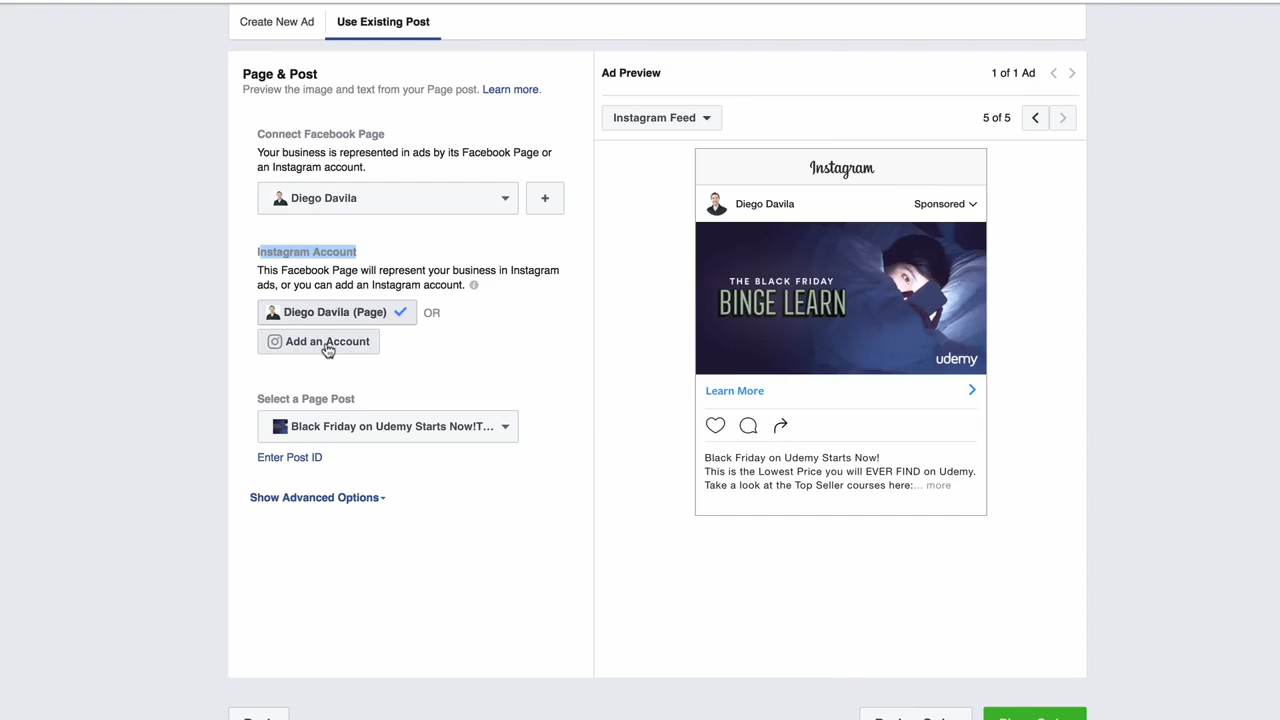 Create New Ad
Use Existing Post
Page & Post
Preview the image and text from your Page post. Learn more.
Connect Facebook Page
Your business is represented in ads by its Facebook Page or
an Instagram account.
Diego Davila
+
Instagram Account
This Facebook Page will represent your business in Instagram
ads, or you can add an Instagram account.
Diego Davila (Page)
OR
Add an Account
Select a Page Post
Black Friday on Udemy Starts Now!T...
Enter Post ID
Show Advanced Options
Ad Preview
1 of 1 Ad
Instagram Feed
5 of 5
Instagram
Diego Davila
Sponsored
THE BLACK FRIDAY
BINGE LEARN
udemy
Learn More
Black Friday on Udemy Starts Now!
This is the Lowest Price you will EVER FIND on Udemy.
Take a look at the Top Seller courses here:... more